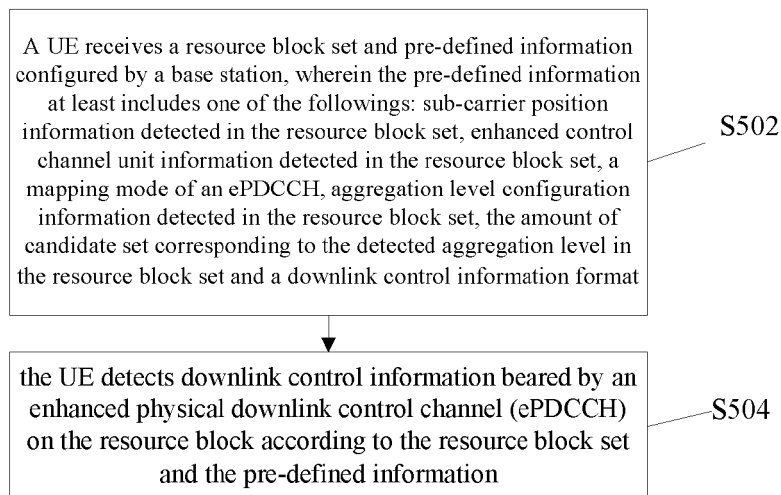 A UE receives a resource block set and pre-defined information
configured by a base station, wherein the pre-defined information
at least includes one of the followings: sub-carrier position
information detected in the resource block set, enhanced control
channel unit information detected in the resource block set, a
mapping mode of an ePDCCH, aggregation level configuration
information detected in the resource block set, the amount of
candidate set corresponding to the detected aggregation level in
the resource block set and a downlink control information format
S502
the UE detects downlink control information beared by an
enhanced physical downlink control channel (ePDCCH)
on the resource block according to the resource block set
and the pre-defined information
S504